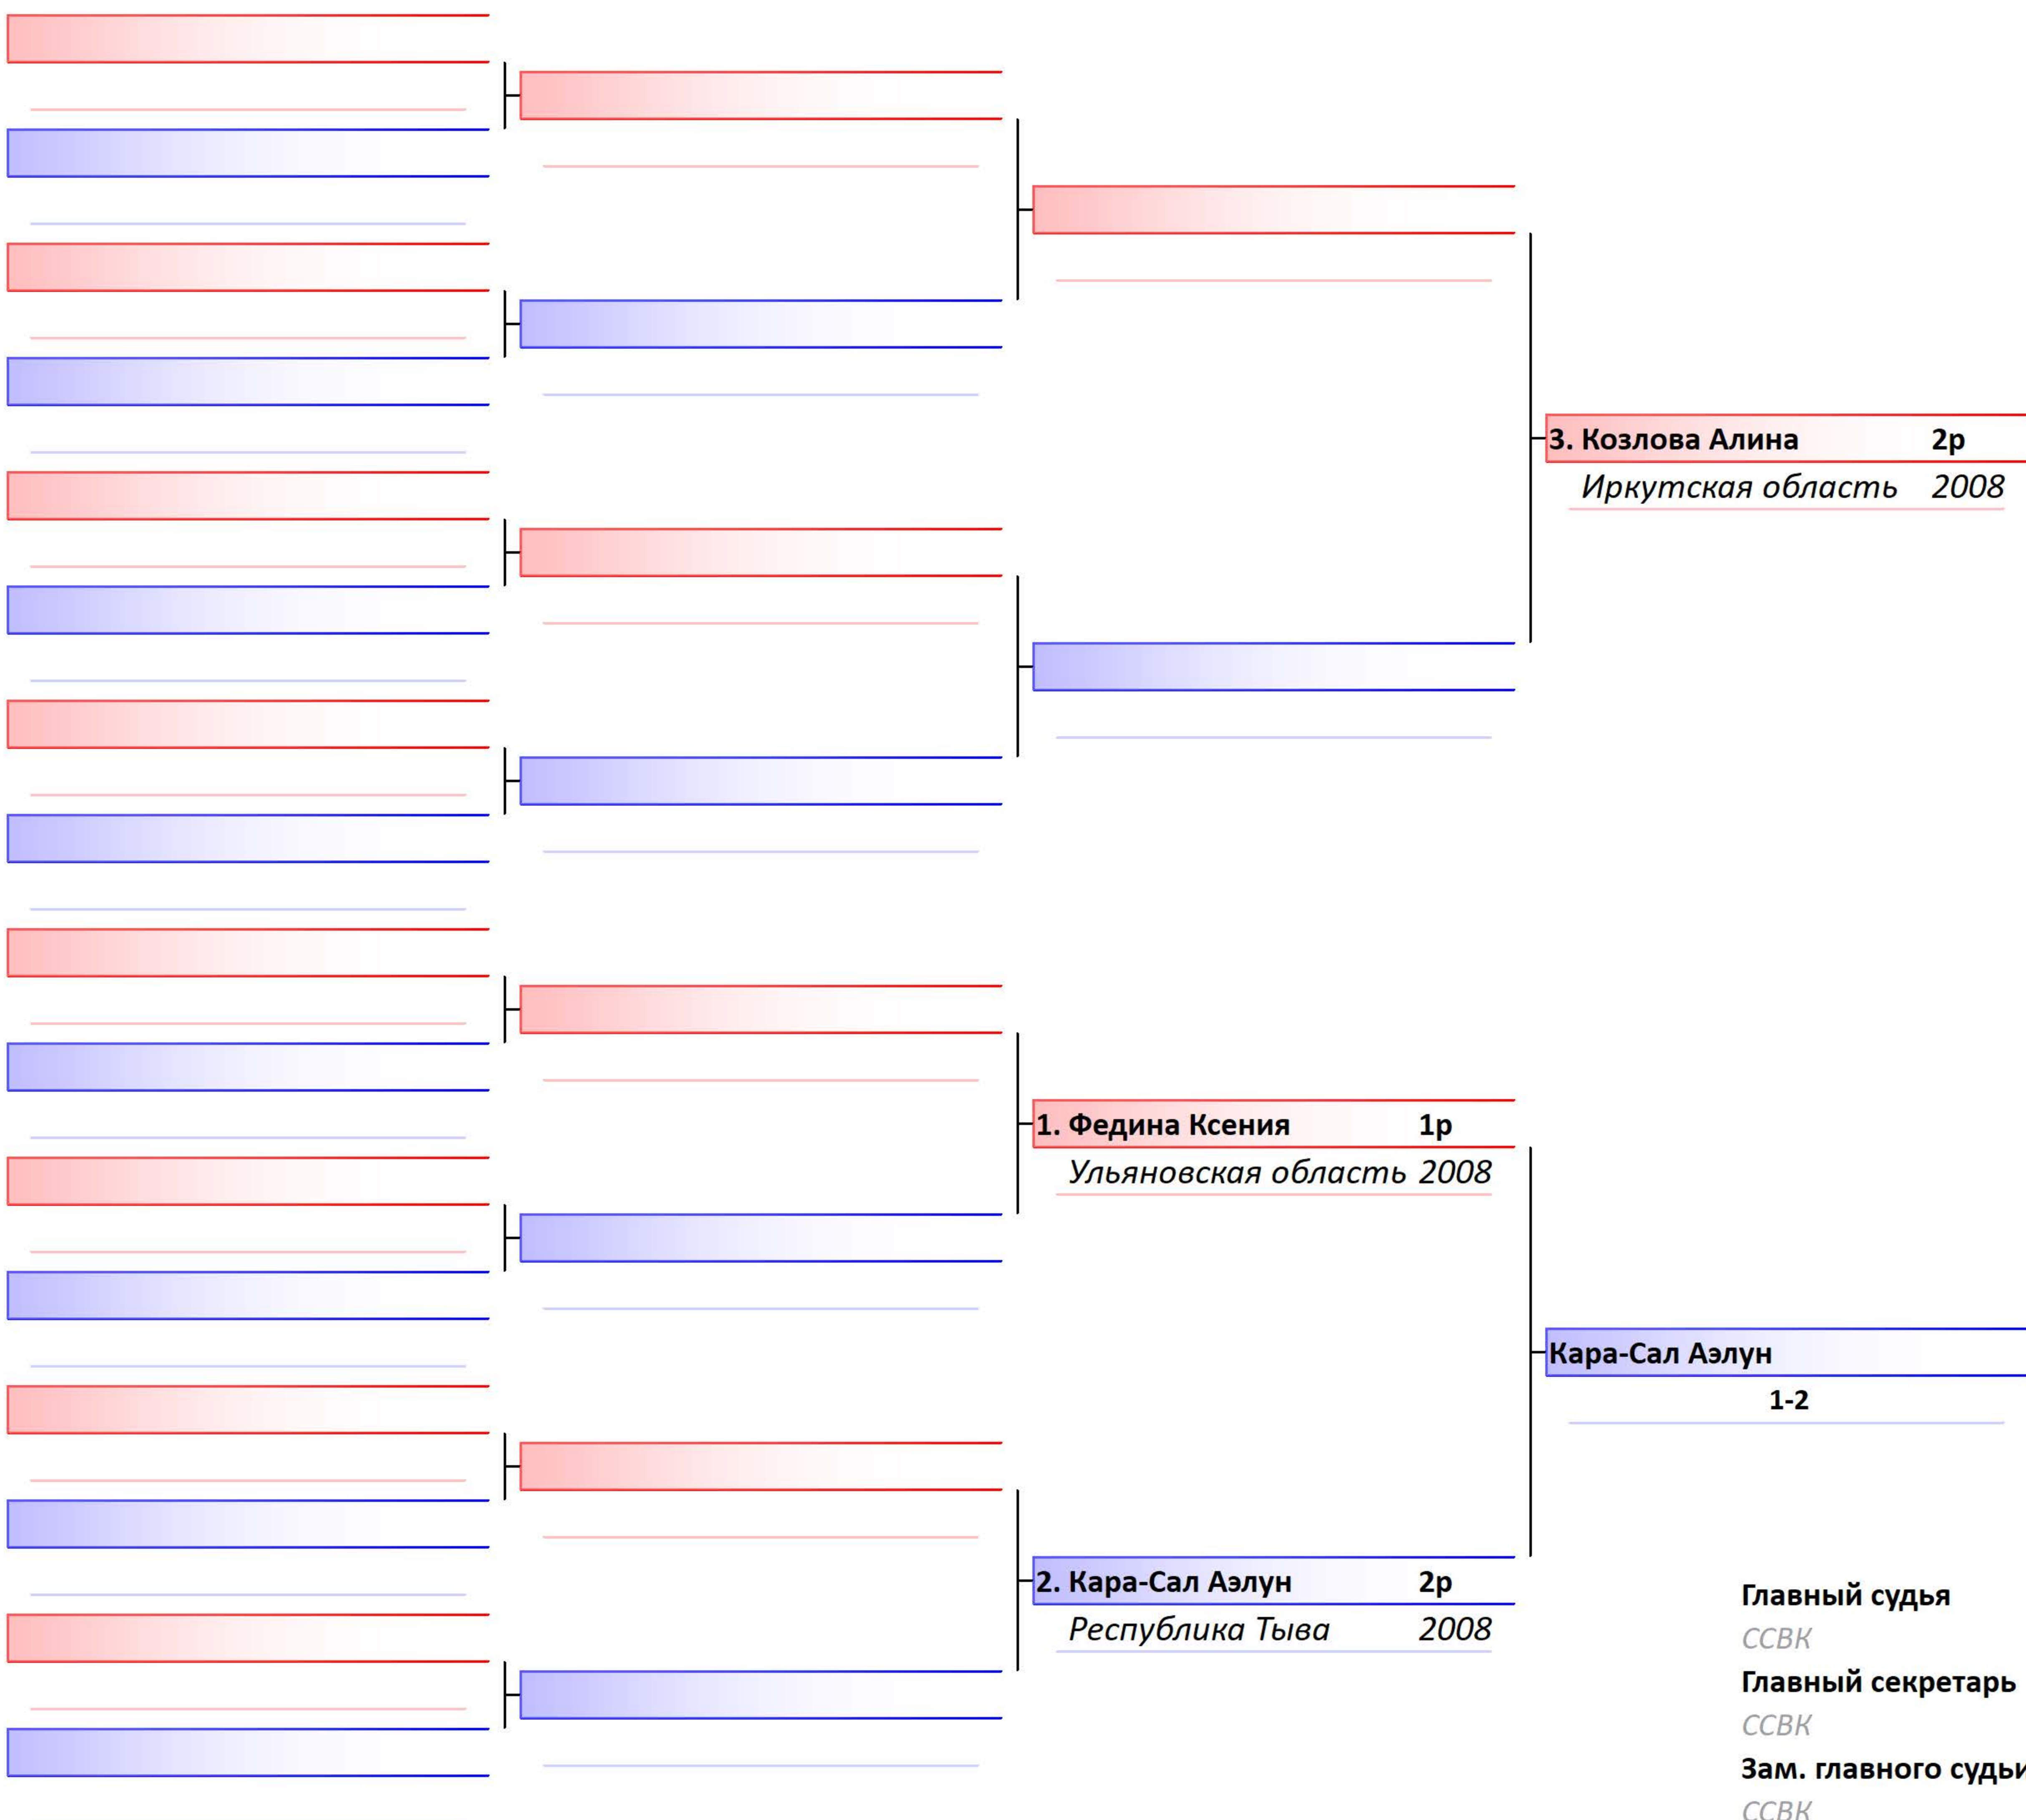 3. Козлова Алина 2р
Иркутская область 2008
1. Федина Ксения 1р
Ульяновская область 2008
Кара-Сал Аэлун
1-2
2. Кара-Сал Аэлун 2р
Республика Тыва 2008
Главный судья
ССВК
Главный секретарь
ССВК
Зам. главного судьи
ССВК